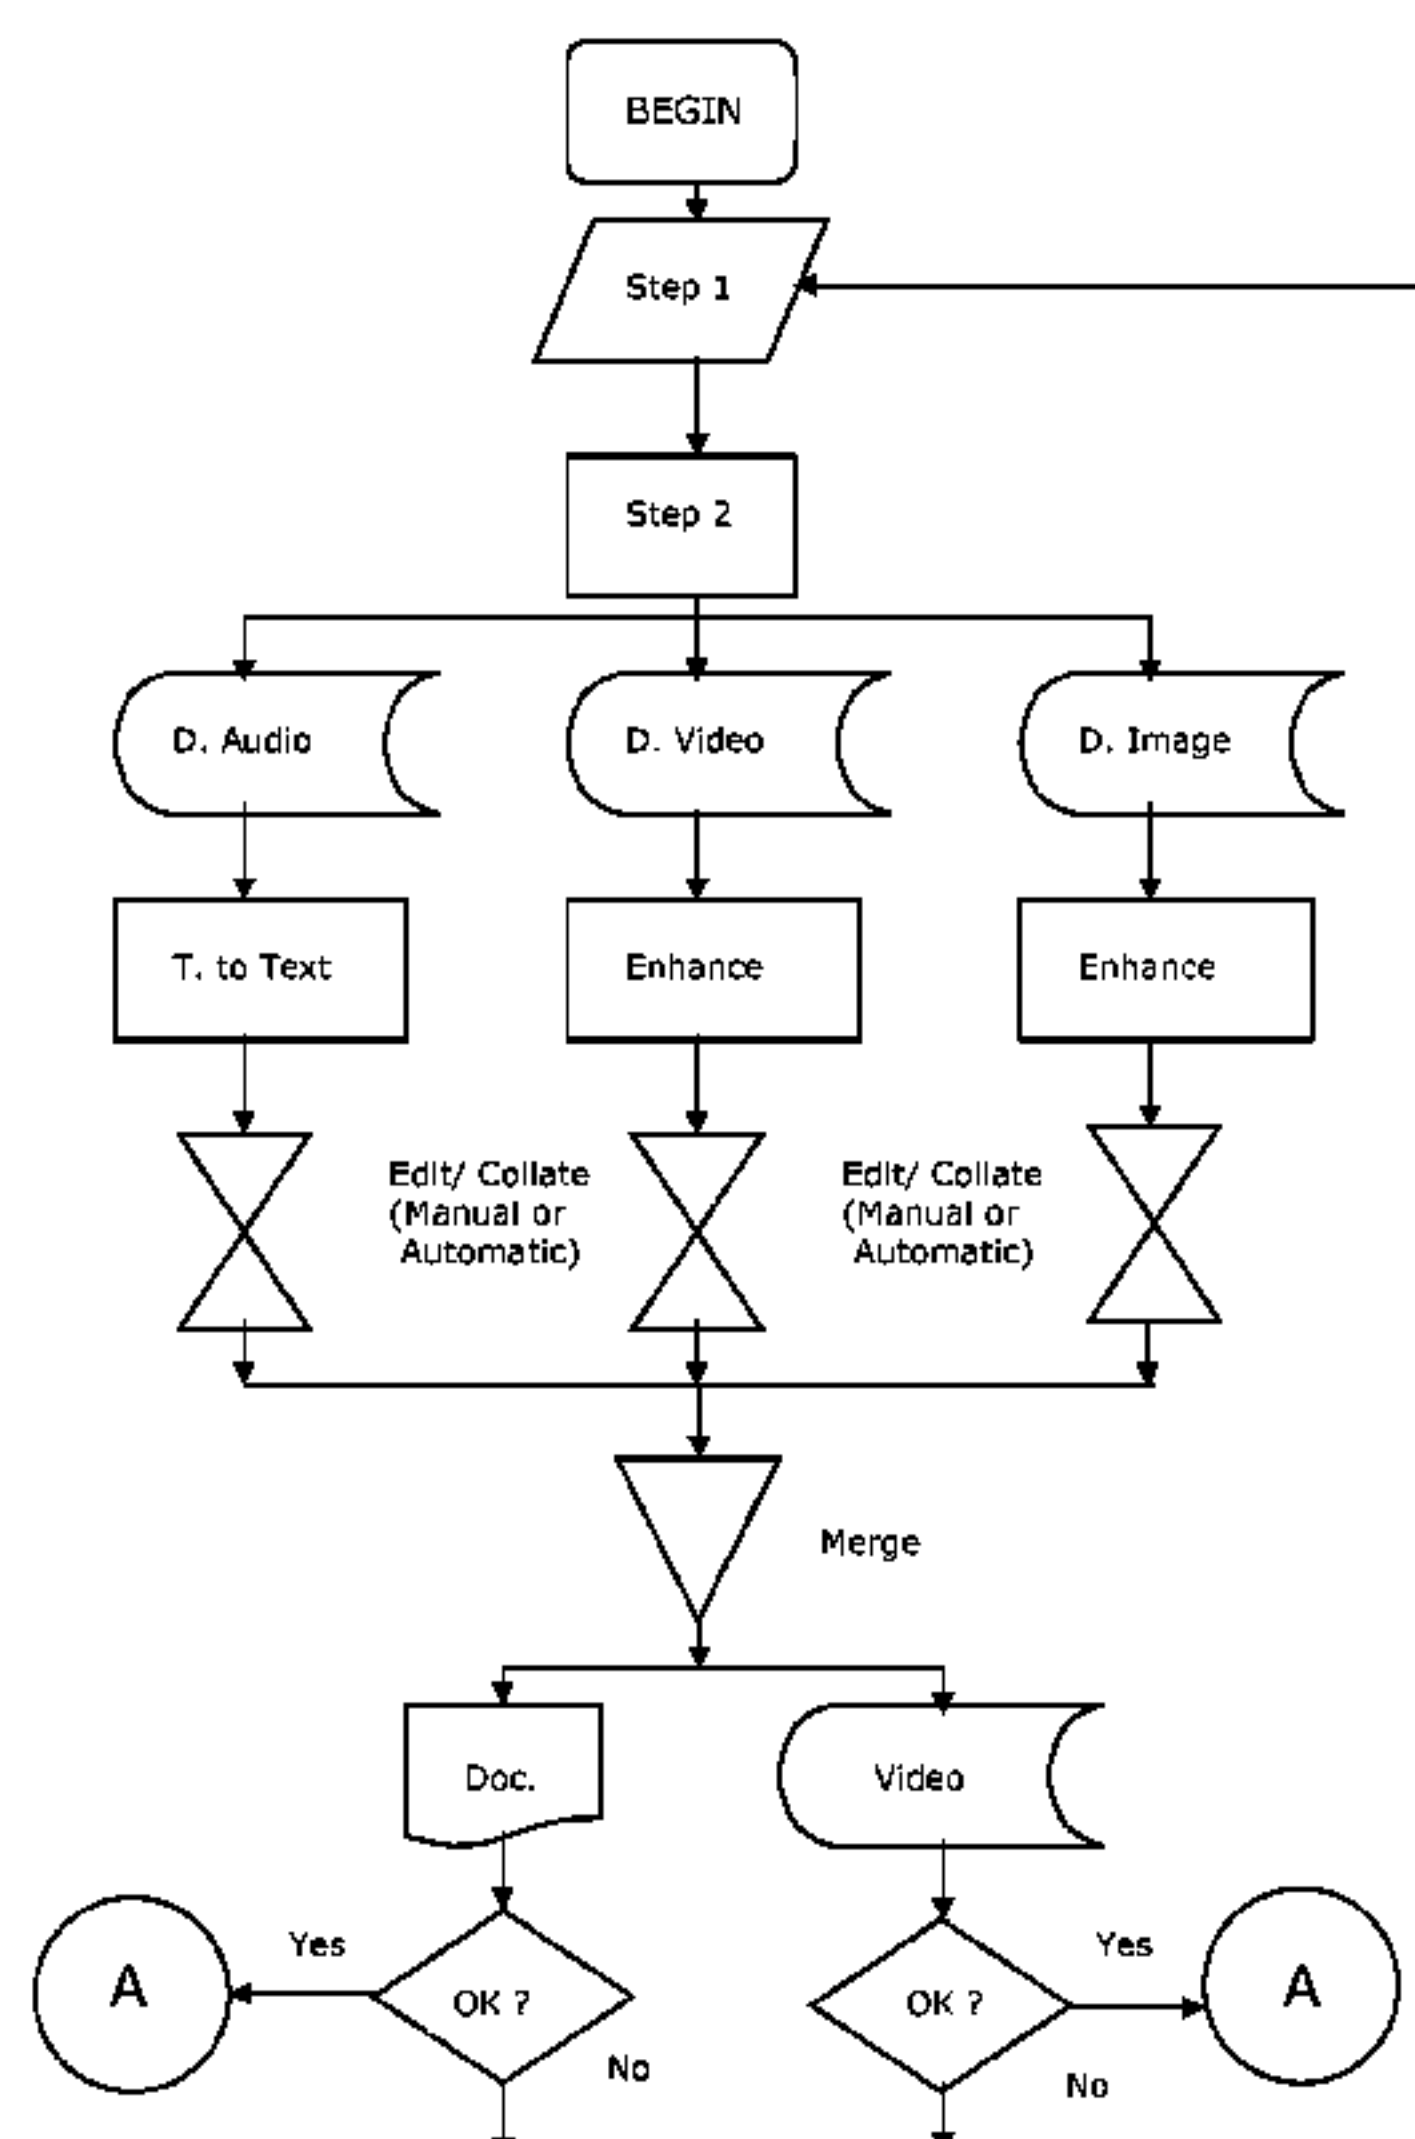 BEGIN
Step 1
Step 2
D. Audio
D. Video
D. Image
T. to Text
Enhance
Enhance
Edit/ Collate
(Manual or
Automatic)
Edit/ Collate
(Manual or
Automatic)
Merge
Doc.
Video
A
Yes
OK ?
No
OK ?
Yes
A
No